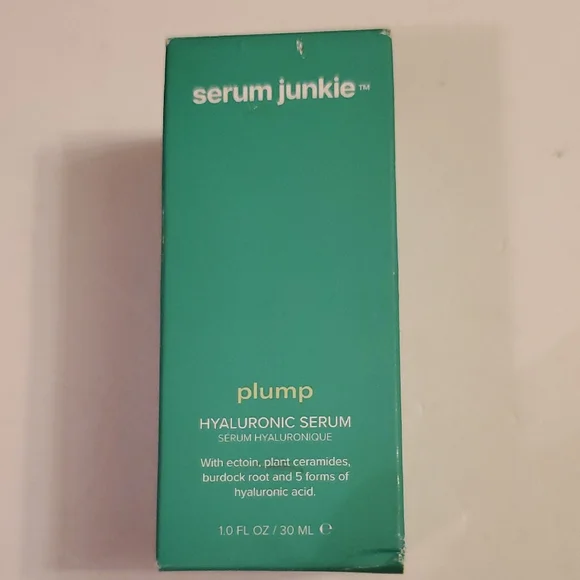 serum junkie™
plump
HYALURONIC SERUM
SERUM HYALURONIQUE
With ectoin, plant ceramides,
burdock root and 5 forms of
hyaluronic acid.
1.0 FL OZ / 30 ML ℮